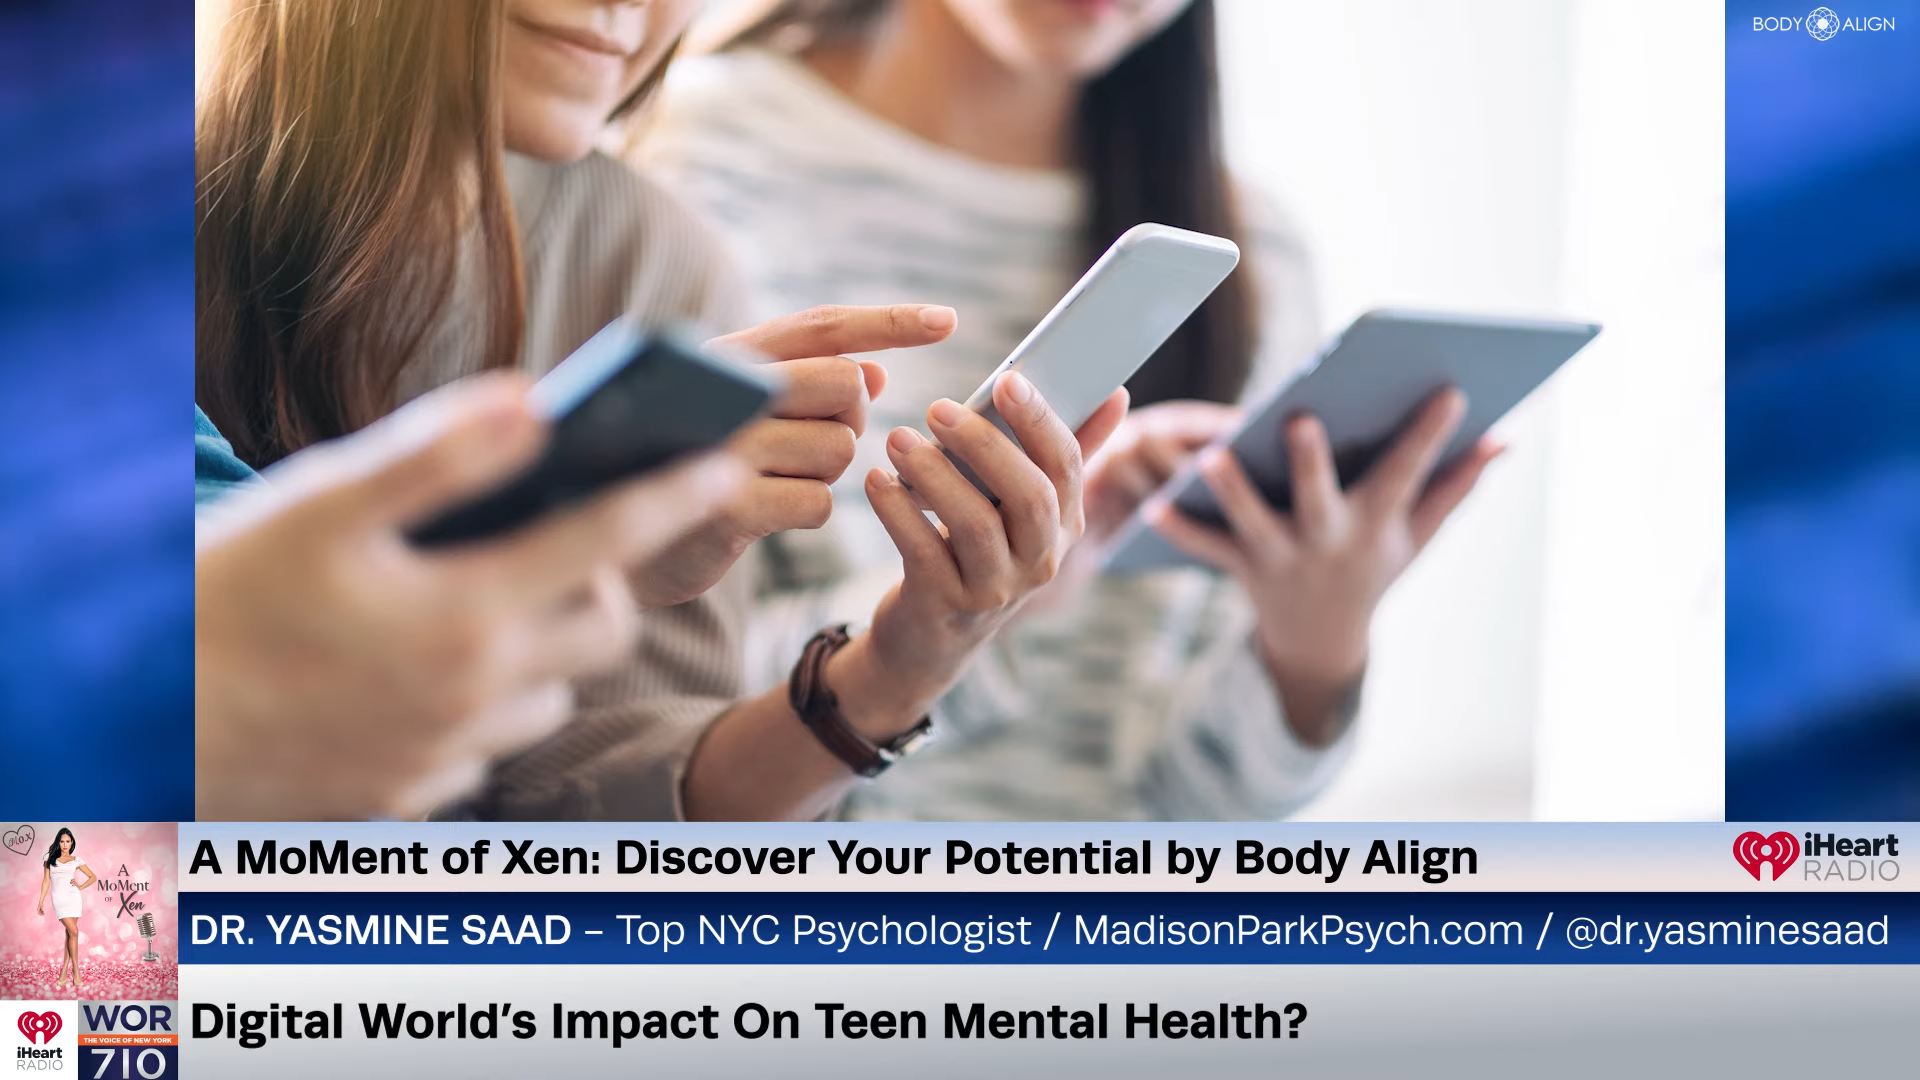 BODY ALIGN
A MoMent of Xen: Discover Your Potential by Body Align
iHeart
RADIO
M.O.X
A
MoMent
OF
Xen
DR. YASMINE SAAD – Top NYC Psychologist / MadisonParkPsych.com / @dr.yasminesaad
Digital World’s Impact On Teen Mental Health?
iHeart
RADIO
WOR
THE VOICE OF NEW YORK
710